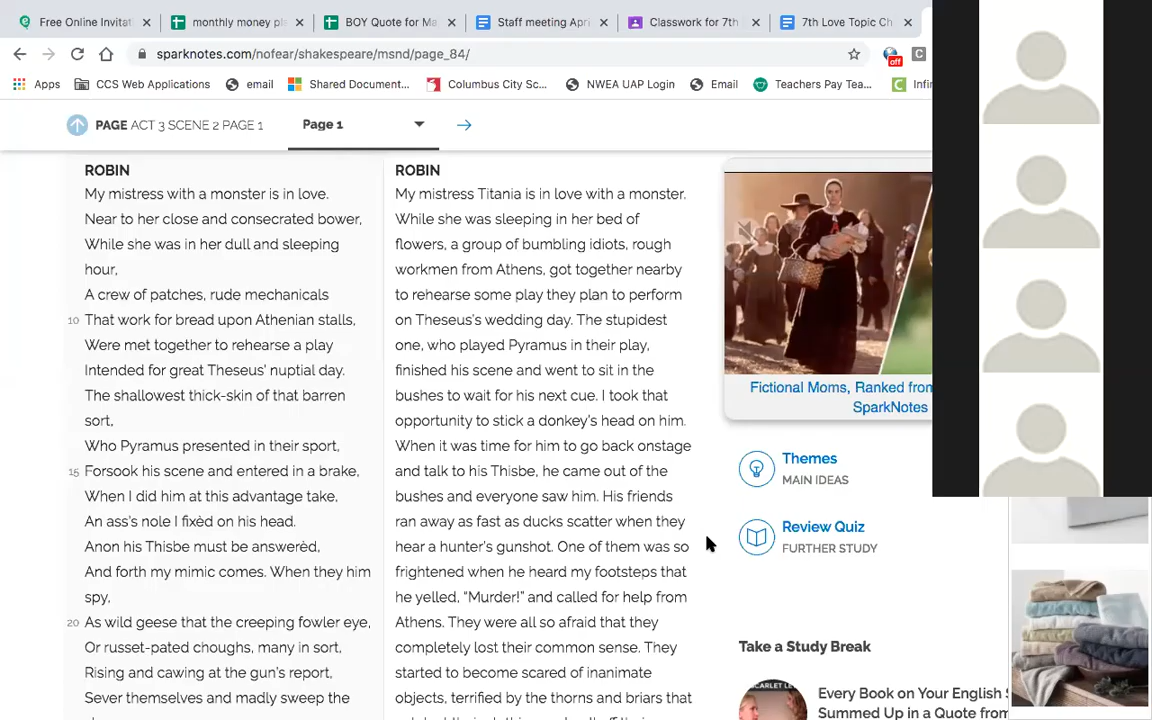 Free Online Invitat
monthly money pla
BOY Quote for Ma
Staff meeting Apri
Classwork for 7th
7th Love Topic Ch
sparknotes.com/nofear/shakespeare/msnd/page_84/
off
C
Apps
CCS Web Applications
email
Shared Document...
Columbus City Sc...
NWEA UAP Login
Email
Teachers Pay Tea...
Infin
PAGE ACT 3 SCENE 2 PAGE 1
Page 1
ROBIN
My mistress with a monster is in love.
Near to her close and consecrated bower,
While she was in her dull and sleeping
hour,
A crew of patches, rude mechanicals
10 That work for bread upon Athenian stalls,
Were met together to rehearse a play
Intended for great Theseus' nuptial day.
The shallowest thick-skin of that barren
sort,
Who Pyramus presented in their sport,
15 Forsook his scene and entered in a brake,
When I did him at this advantage take,
An ass's nole I fixèd on his head.
Anon his Thisbe must be answerèd,
And forth my mimic comes. When they him
spy,
20 As wild geese that the creeping fowler eye,
Or russet-pated choughs, many in sort,
Rising and cawing at the gun's report,
Sever themselves and madly sweep the
ROBIN
My mistress Titania is in love with a monster.
While she was sleeping in her bed of
flowers, a group of bumbling idiots, rough
workmen from Athens, got together nearby
to rehearse some play they plan to perform
on Theseus's wedding day. The stupidest
one, who played Pyramus in their play,
finished his scene and went to sit in the
bushes to wait for his next cue. I took that
opportunity to stick a donkey's head on him.
When it was time for him to go back onstage
and talk to his Thisbe, he came out of the
bushes and everyone saw him. His friends
ran away as fast as ducks scatter when they
hear a hunter's gunshot. One of them was so
frightened when he heard my footsteps that
he yelled, "Murder!" and called for help from
Athens. They were all so afraid that they
completely lost their common sense. They
started to become scared of inanimate
objects, terrified by the thorns and briars that
Fictional Moms, Ranked from
SparkNotes
Themes
MAIN IDEAS
Review Quiz
FURTHER STUDY
Take a Study Break
SCARLET LE
Every Book on Your English S
Summed Up in a Quote from